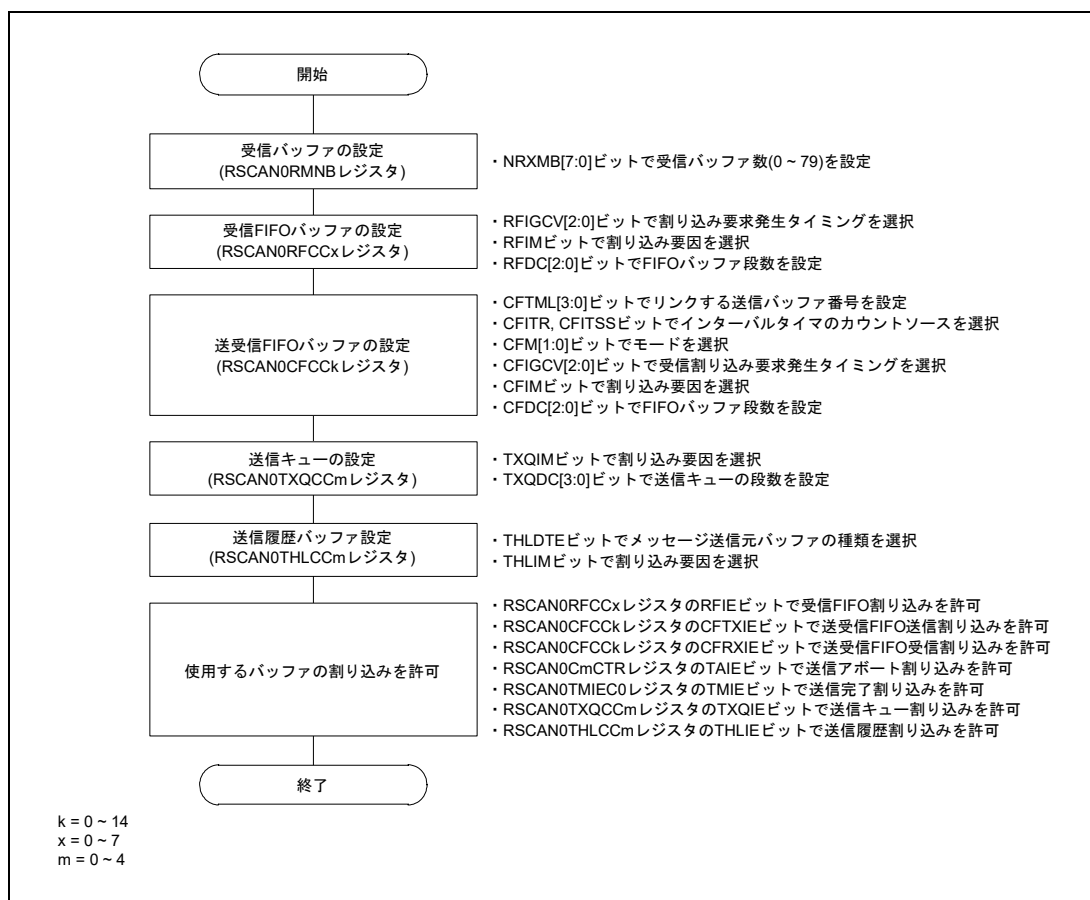 開始
受信バッファの設定
(RSCAN0RMNBレジスタ)
・NRXMB[7:0]ビットで受信バッファ数(0 ~ 79)を設定
受信FIFOバッファの設定
(RSCAN0RFCCxレジスタ)
・RFIGCV[2:0]ビットで割り込み要求発生タイミングを選択
・RFIMビットで割り込み要因を選択
・RFDC[2:0]ビットでFIFOバッファ段数を設定
送受信FIFOバッファの設定
(RSCAN0CFCCkレジスタ)
・CFTML[3:0]ビットでリンクする送信バッファ番号を設定
・CFITR, CFITSSビットでインターバルタイマのカウントソースを選択
・CFM[1:0]ビットでモードを選択
・CFIGCV[2:0]ビットで受信割り込み要求発生タイミングを選択
・CFIMビットで割り込み要因を選択
・CFDC[2:0]ビットでFIFOバッファ段数を設定
送信キューの設定
(RSCAN0TXQCCmレジスタ)
・TXQIMビットで割り込み要因を選択
・TXQDC[3:0]ビットで送信キューの段数を設定
送信履歴バッファ設定
(RSCAN0THLCCmレジスタ)
・THLDTEビットでメッセージ送信元バッファの種類を選択
・THLIMビットで割り込み要因を選択
使用するバッファの割り込みを許可
・RSCAN0RFCCxレジスタのRFIEビットで受信FIFO割り込みを許可
・RSCAN0CFCCkレジスタのCFTXIEビットで送受信FIFO送信割り込みを許可
・RSCAN0CFCCkレジスタのCFRXIEビットで送受信FIFO受信割り込みを許可
・RSCAN0CmCTRレジスタのTAIEビットで送信アボート割り込みを許可
・RSCAN0TMIEC0レジスタのTMIEビットで送信完了割り込みを許可
・RSCAN0TXQCCmレジスタのTXQIEビットで送信キュー割り込みを許可
・RSCAN0THLCCmレジスタのTHLIEビットで送信履歴割り込みを許可
終了
k = 0 ~ 14
x = 0 ~ 7
m = 0 ~ 4